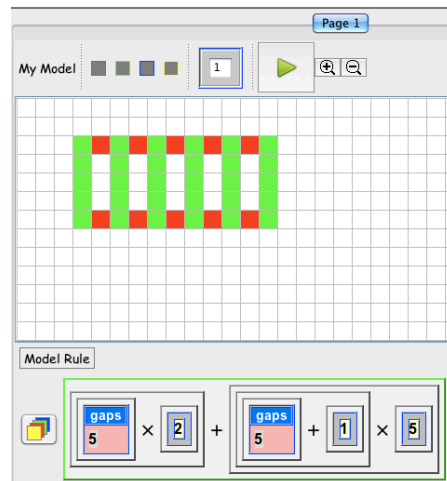 Page 1
My Model 1
Model Rule
gaps gaps
5 × 2 + 5 + 1 × 5